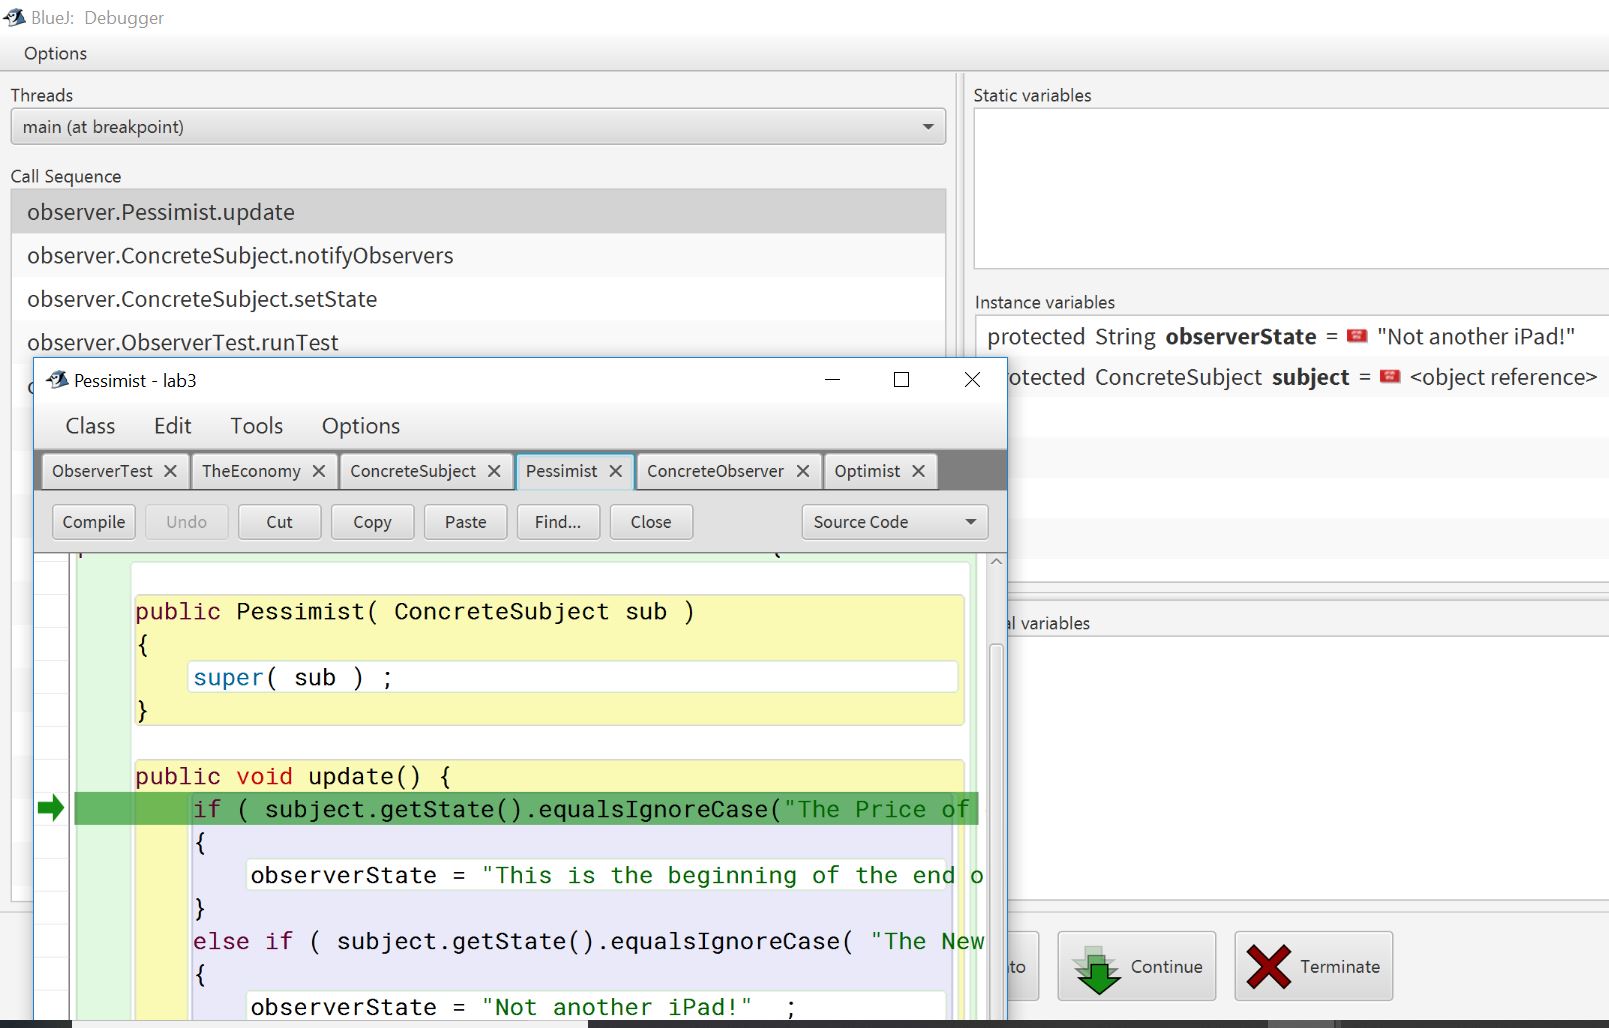 BlueJ: Debugger
Options
Threads
main (at breakpoint)
Call Sequence
observer.Pessimist.update
observer.ConcreteSubject.notifyObservers
observer.ConcreteSubject.setState
observer.ObserverTest.runTest
Static variables
Instance variables
protected String observerState = "Not another iPad!"
rotected ConcreteSubject subject = <object reference>
al variables
Pessimist - lab3
Class Edit Tools Options
ObserverTest TheEconomy ConcreteSubject Pessimist ConcreteObserver Optimist
Compile Undo Cut Copy Paste Find... Close Source Code
public Pessimist( ConcreteSubject sub )
{
super( sub ) ;
}
public void update() {
if ( subject.getState().equalsIgnoreCase("The Price of
{
observerState = "This is the beginning of the end o
}
else if ( subject.getState().equalsIgnoreCase( "The New
{
observerState = "Not another iPad!" ;
to Continue Terminate